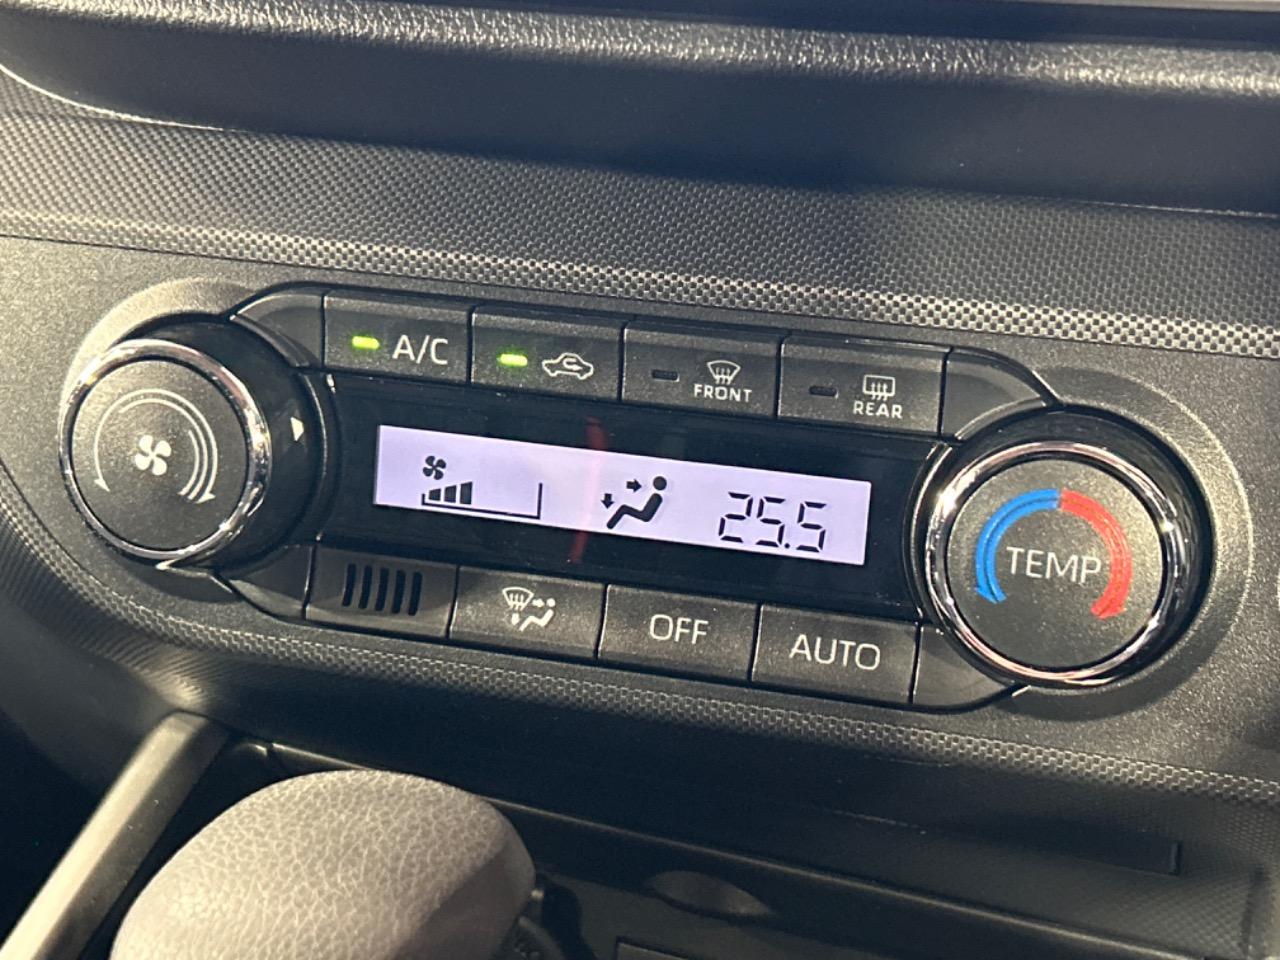 A/C
FRONT
REAR
25.5
TEMP
OFF
AUTO